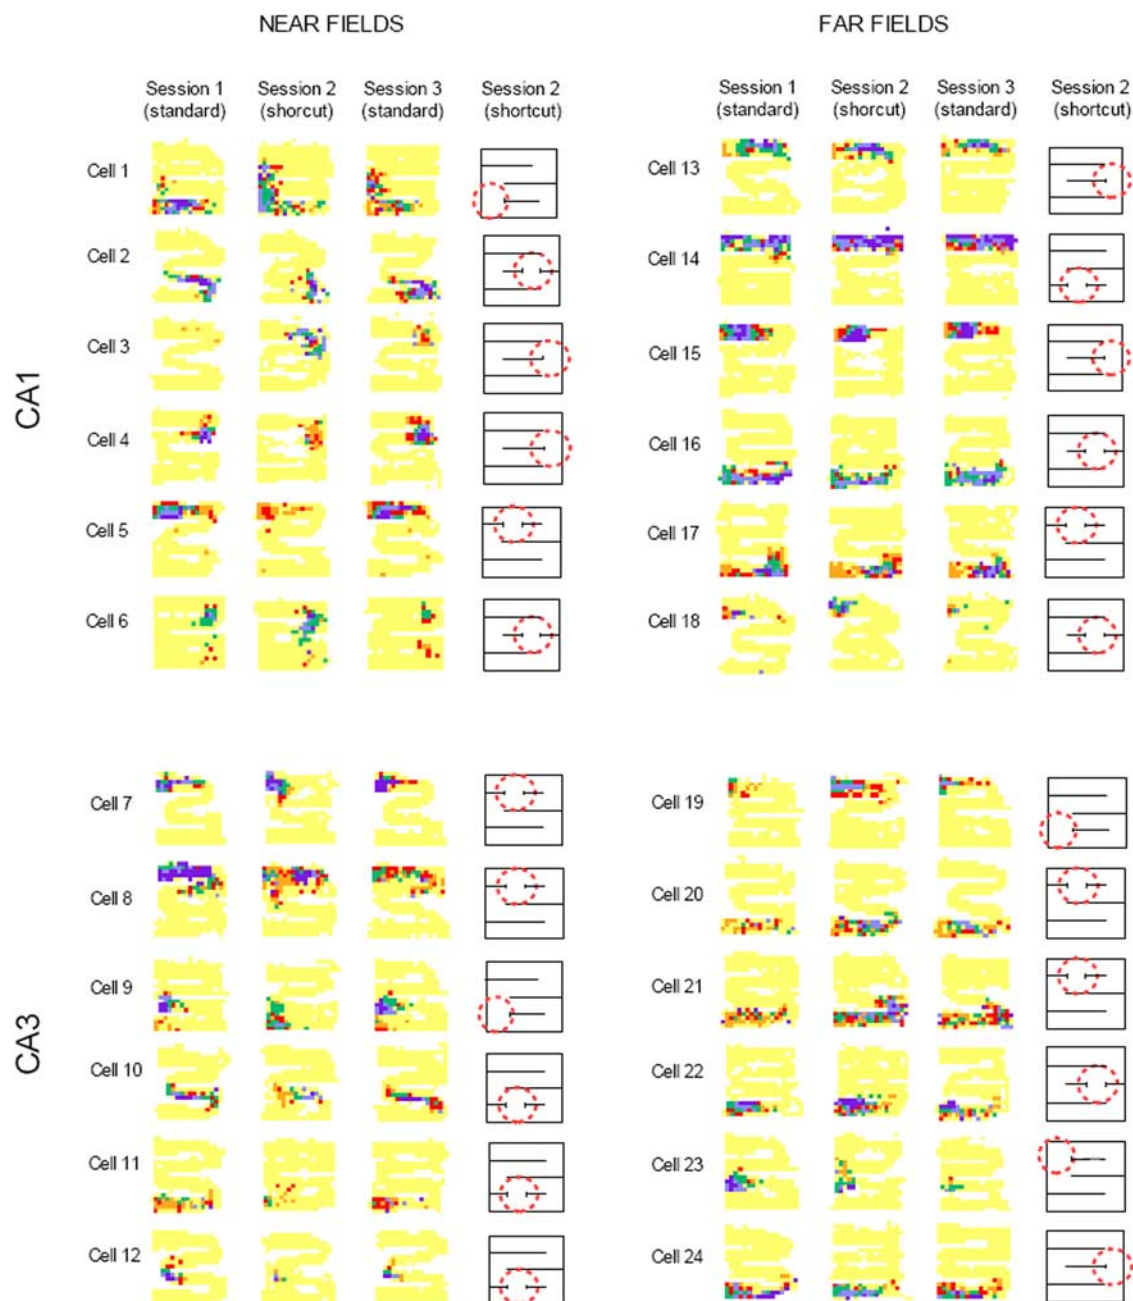 NEAR FIELDS
FAR FIELDS
Session 1 Session 2 Session 3 Session 2
(standard) (shorcut) (standard) (shortcut)
Session 1 Session 2 Session 3 Session 2
(standard) (shorcut) (standard) (shortcut)
CA1
Cell 1
Cell 2
Cell 3
Cell 4
Cell 5
Cell 6
Cell 13
Cell 14
Cell 15
Cell 16
Cell 17
Cell 18
CA3
Cell 7
Cell 8
Cell 9
Cell 10
Cell 11
Cell 12
Cell 19
Cell 20
Cell 21
Cell 22
Cell 23
Cell 24